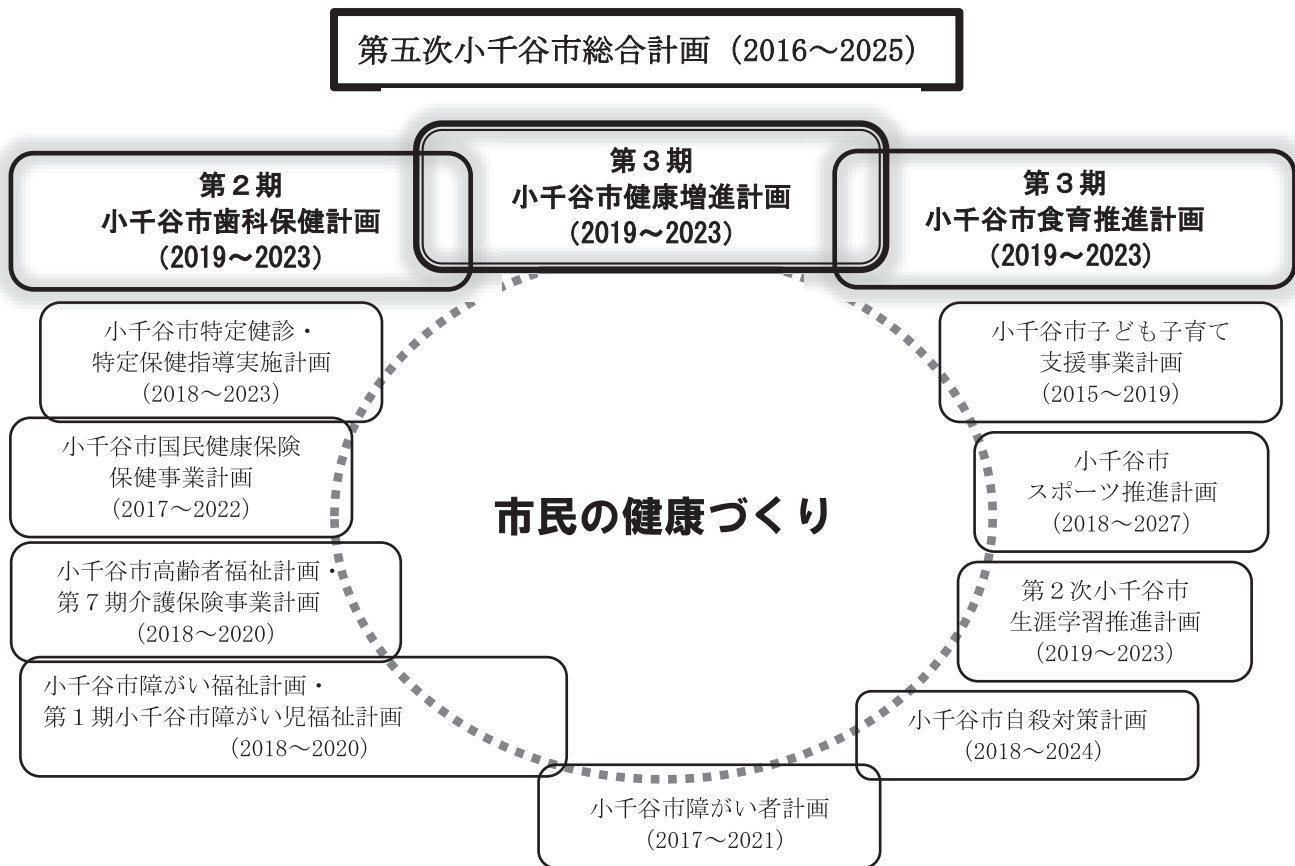 第五次小千谷市総合計画（2016～2025）
第２期
小千谷市歯科保健計画
（2019～2023）
第３期
小千谷市健康増進計画
（2019～2023）
第３期
小千谷市食育推進計画
（2019～2023）
小千谷市特定健診・
特定保健指導実施計画
（2018～2023）
小千谷市国民健康保険
保健事業計画
（2017～2022）
小千谷市高齢者福祉計画・
第７期介護保険事業計画
（2018～2020）
小千谷市障がい福祉計画・
第１期小千谷市障がい児福祉計画
（2018～2020）
市民の健康づくり
小千谷市子ども子育て
支援事業計画
（2015～2019）
小千谷市
スポーツ推進計画
（2018～2027）
第２次小千谷市
生涯学習推進計画
（2019～2023）
小千谷市自殺対策計画
（2018～2024）
小千谷市障がい者計画
（2017～2021）